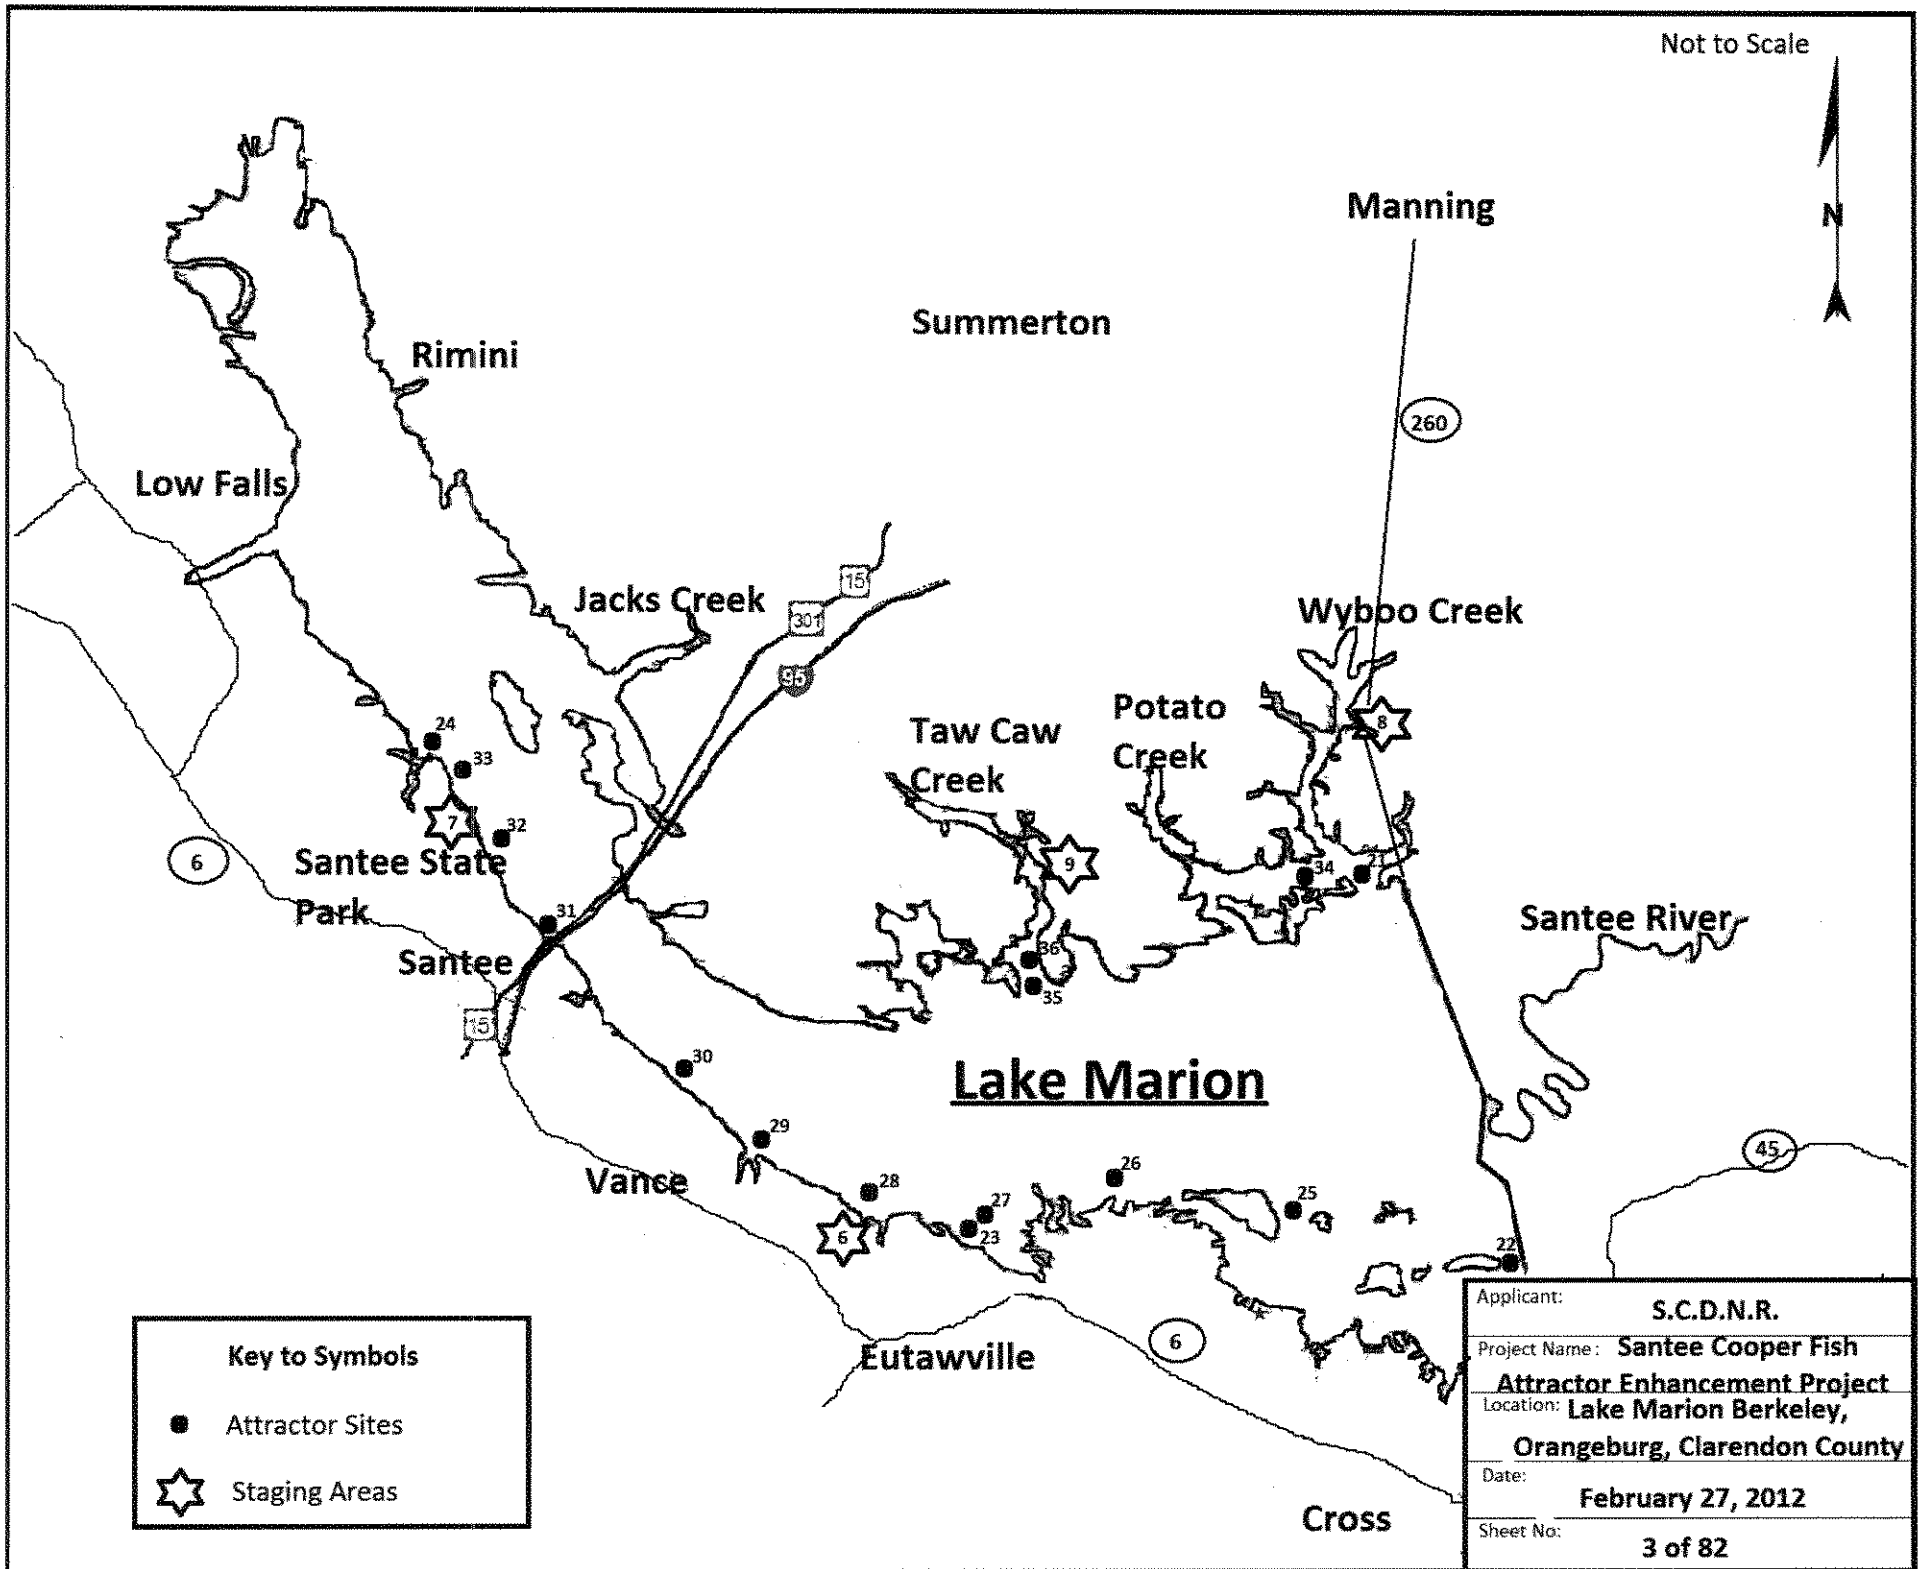 Not to Scale
N
Manning
Summerton
260
Rimini
Low Falls
Jacks Creek
15
301
95
Wyboo Creek
8
Potato
Creek
Taw Caw
Creek
9
24
33
7
32
6
Santee State
Park
31
Santee
15
34
21
Santee River
36
35
30
Lake Marion
29
Vance
28
27
23
6
26
25
45
22
6
Eutawville
Cross
Key to Symbols
Attractor Sites
Staging Areas
Applicant:
S.C.D.N.R.
Project Name: Santee Cooper Fish
Attractor Enhancement Project
Location: Lake Marion Berkeley,
Orangeburg, Clarendon County
Date:
February 27, 2012
Sheet No:
3 of 82